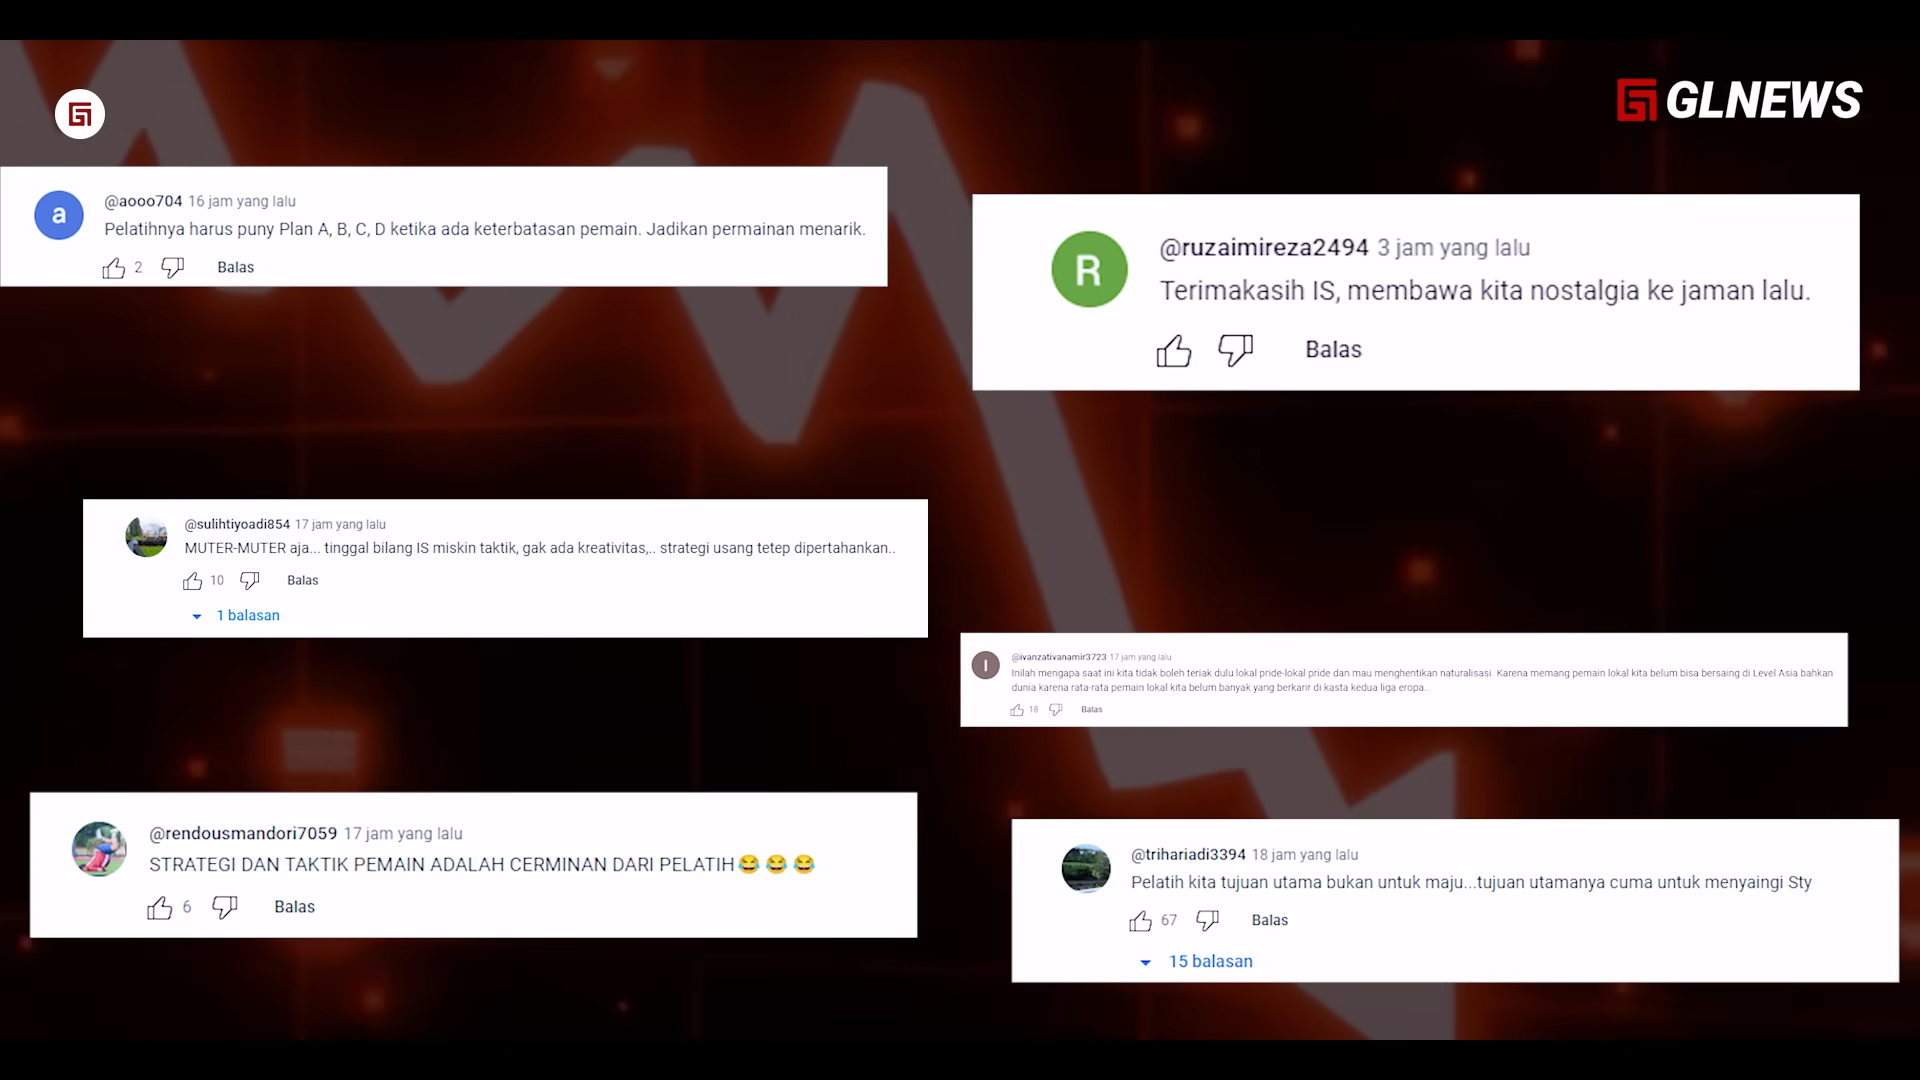 GLNEWS
a
@aooo704 16 jam yang lalu
Pelatihnya harus puny Plan A, B, C, D ketika ada keterbatasan pemain. Jadikan permainan menarik.
2 Balas
R
@ruzaimireza2494 3 jam yang lalu
Terimakasih IS, membawa kita nostalgia ke jaman lalu.
Balas
@sulihtiyoadi854 17 jam yang lalu
MUTER-MUTER aja... tinggal bilang IS miskin taktik, gak ada kreativitas,.. strategi usang tetep dipertahankan..
10 Balas
1 balasan
I
@ivanzativanamir3723 17 jam yang lalu
Inilah mengapa saat ini kita tidak boleh teriak dulu lokal pride-lokal pride dan mau menghentikan naturalisasi. Karena memang pemain lokal kita belum bisa bersaing di Level Asia bahkan
dunia karena rata-rata pemain lokal kita belum banyak yang berkarir di kasta kedua liga eropa..
18 Balas
@rendousmandori7059 17 jam yang lalu
STRATEGI DAN TAKTIK PEMAIN ADALAH CERMINAN DARI PELATIH😂😂😂
6 Balas
@trihariadi3394 18 jam yang lalu
Pelatih kita tujuan utama bukan untuk maju...tujuan utamanya cuma untuk menyaingi Sty
67 Balas
15 balasan